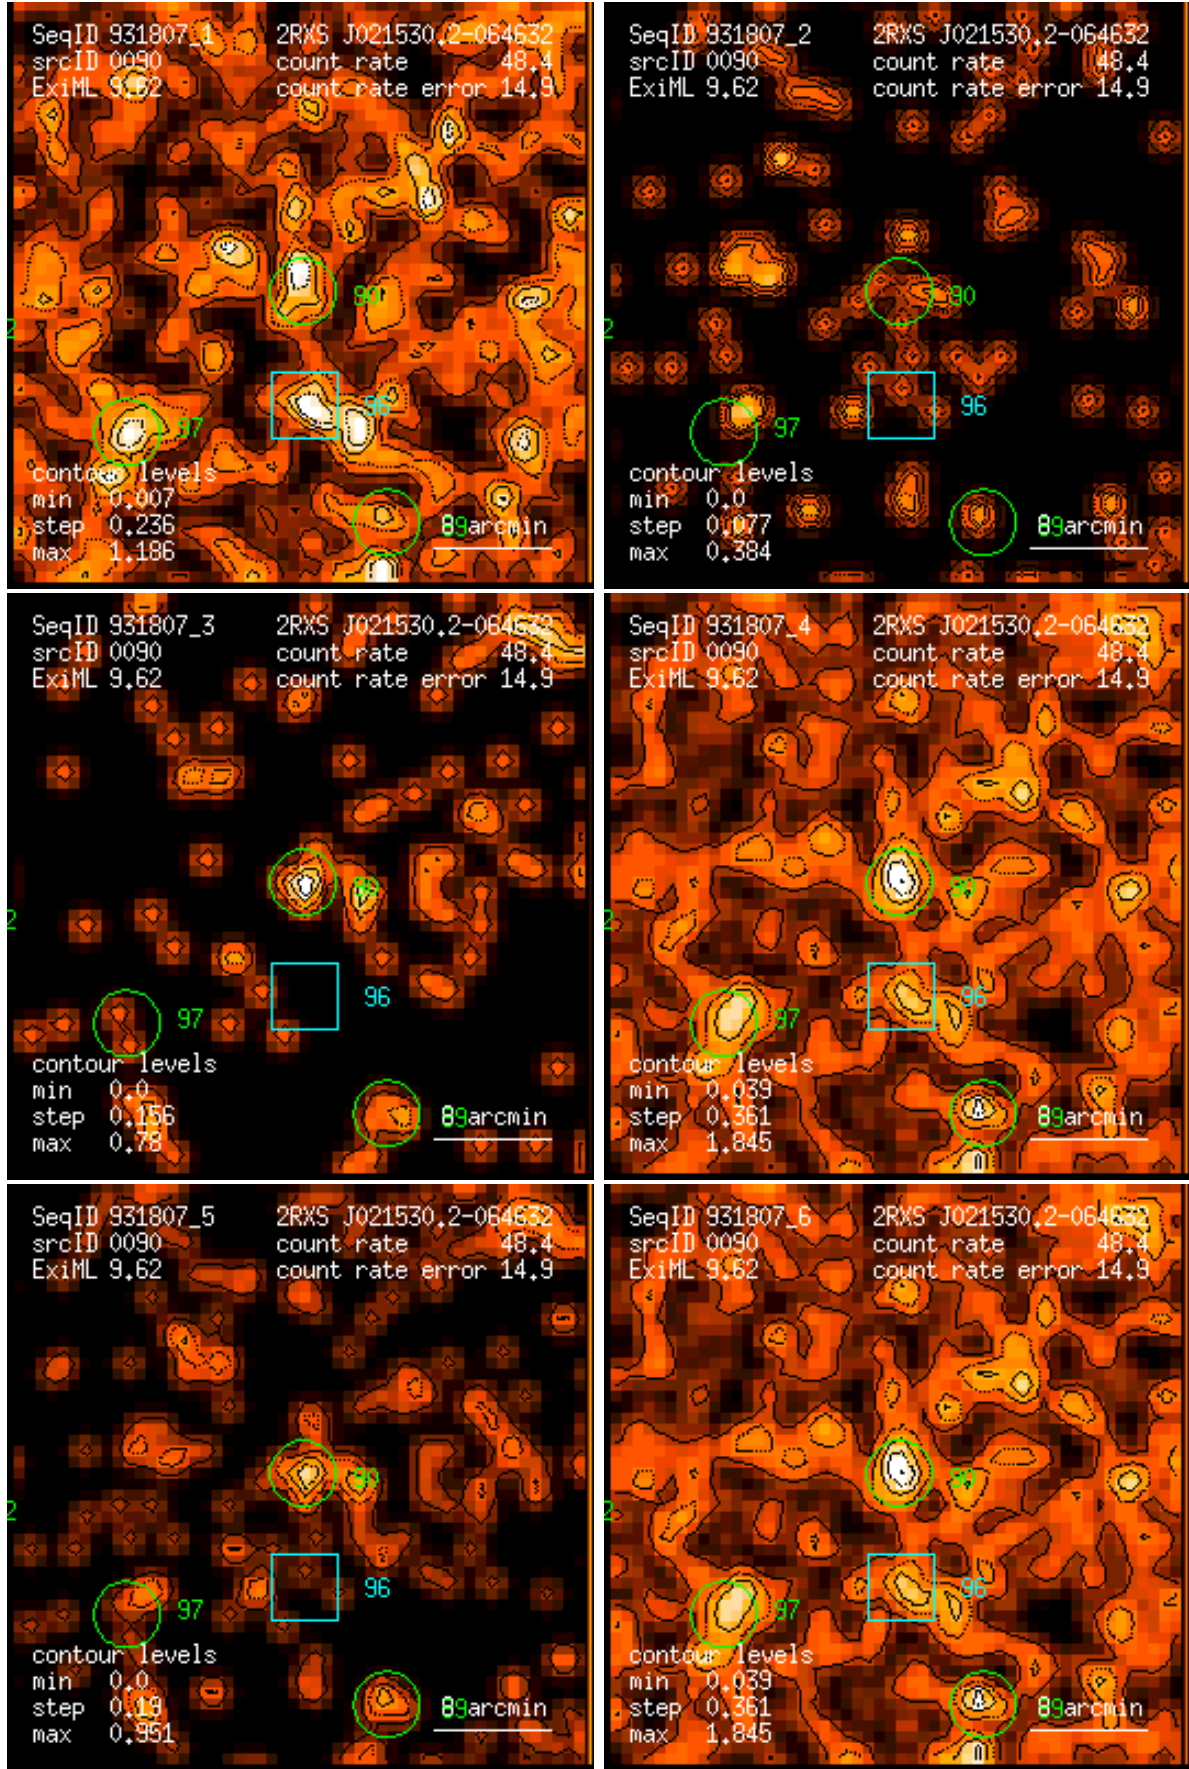 SeqID 931807_1 2RXS J021530.2-064632
srcID 0090 count rate 48.4
ExiML 9.62 count rate error 14.9
90
2
96
97
contour levels
min 0.007
step 0.236
max 1.186
89arcmin
SeqID 931807_2 2RXS J021530.2-064632
srcID 0090 count rate 48.4
ExiML 9.62 count rate error 14.9
90
2
96
97
contour levels
min 0.0
step 0.077
max 0.384
89arcmin
SeqID 931807_3 2RXS J021530.2-064632
srcID 0090 count rate 48.4
ExiML 9.62 count rate error 14.9
90
2
96
97
contour levels
min 0.0
step 0.156
max 0.78
89arcmin
SeqID 931807_4 2RXS J021530.2-064632
srcID 0090 count rate 48.4
ExiML 9.62 count rate error 14.9
90
2
96
97
contour levels
min 0.039
step 0.361
max 1.845
89arcmin
SeqID 931807_5 2RXS J021530.2-064632
srcID 0090 count rate 48.4
ExiML 9.62 count rate error 14.9
90
2
96
97
contour levels
min 0.0
step 0.19
max 0.951
89arcmin
SeqID 931807_6 2RXS J021530.2-064632
srcID 0090 count rate 48.4
ExiML 9.62 count rate error 14.9
90
2
96
97
contour levels
min 0.039
step 0.361
max 1.845
89arcmin